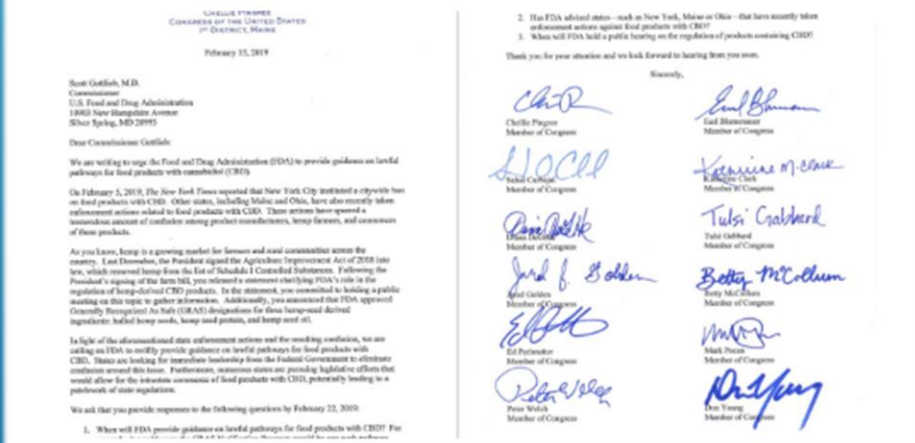 CHELLIE PINGREE
CONGRESS OF THE UNITED STATES
1ST DISTRICT, MAINE
February 15, 2019
Scott Gottlieb, M.D.
Commissioner
U.S. Food and Drug Administration
10903 New Hampshire Avenue
Silver Spring, MD 20993
Dear Commissioner Gottlieb:
We are writing to urge the Food and Drug Administration (FDA) to provide guidance on lawful
pathways for food products with cannabidiol (CBD).
On February 5, 2019, The New York Times reported that New York City instituted a citywide ban
on food products with CBD. Other states, including Maine and Ohio, have also recently taken
enforcement actions related to food products with CBD. These actions have spurred a
tremendous amount of confusion among product manufacturers, hemp farmers, and consumers
of these products.
As you know, hemp is a growing market for farmers and rural communities across the
country. Last December, the President signed the Agriculture Improvement Act of 2018 into
law, which removed hemp from the list of Schedule I Controlled Substances. Following the
President's signing of the farm bill, you released a statement clarifying FDA's role in the
regulation of hemp-derived CBD products. In the statement, you committed to holding a public
meeting on this topic to gather information. Additionally, you announced that FDA approved
Generally Recognized As Safe (GRAS) designations for three hemp-seed derived
ingredients: hulled hemp seeds, hemp seed protein, and hemp seed oil.
In light of the aforementioned state enforcement actions and the resulting confusion, we are
calling on FDA to swiftly provide guidance on lawful pathways for food products with
CBD. States are looking for immediate leadership from the Federal Government to eliminate
confusion around this issue. Furthermore, numerous states are pursuing legislative efforts that
would allow for the intrastate commerce of food products with CBD, potentially leading to a
patchwork of state regulations.
We ask that you provide responses to the following questions by February 22, 2019:
1. When will FDA provide guidance on lawful pathways for food products with CBD? For
2. Has FDA advised states—such as New York, Maine or Ohio—that have recently taken
enforcement actions against food products with CBD?
3. When will FDA hold a public hearing on the regulation of products containing CBD?
Thank you for your attention and we look forward to hearing from you soon.
Sincerely,
Chellie Pingree
Member of Congress
Earl Blumenauer
Member of Congress
Member of Congress
Katherine M. Clark
Katherine Clark
Member of Congress
Member of Congress
Tulsi Gabbard
Tulsi Gabbard
Member of Congress
Jared F. Golden
Jared Golden
Member of Congress
Betty McCollum
Betty McCollum
Member of Congress
Ed Perlmutter
Member of Congress
Mark Pocan
Member of Congress
Peter Welch
Peter Welch
Member of Congress
Don Young
Don Young
Member of Congress